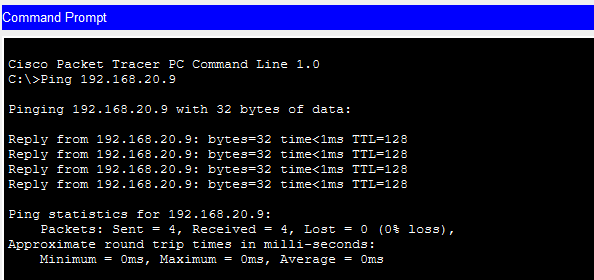 Command Prompt
Cisco Packet Tracer PC Command Line 1.0
C:\>Ping 192.168.20.9
Pinging 192.168.20.9 with 32 bytes of data:
Reply from 192.168.20.9: bytes=32 time<1ms TTL=128
Reply from 192.168.20.9: bytes=32 time<1ms TTL=128
Reply from 192.168.20.9: bytes=32 time<1ms TTL=128
Reply from 192.168.20.9: bytes=32 time<1ms TTL=128
Ping statistics for 192.168.20.9:
Packets: Sent = 4, Received = 4, Lost = 0 (0% loss),
Approximate round trip times in milli-seconds:
Minimum = 0ms, Maximum = 0ms, Average = 0ms